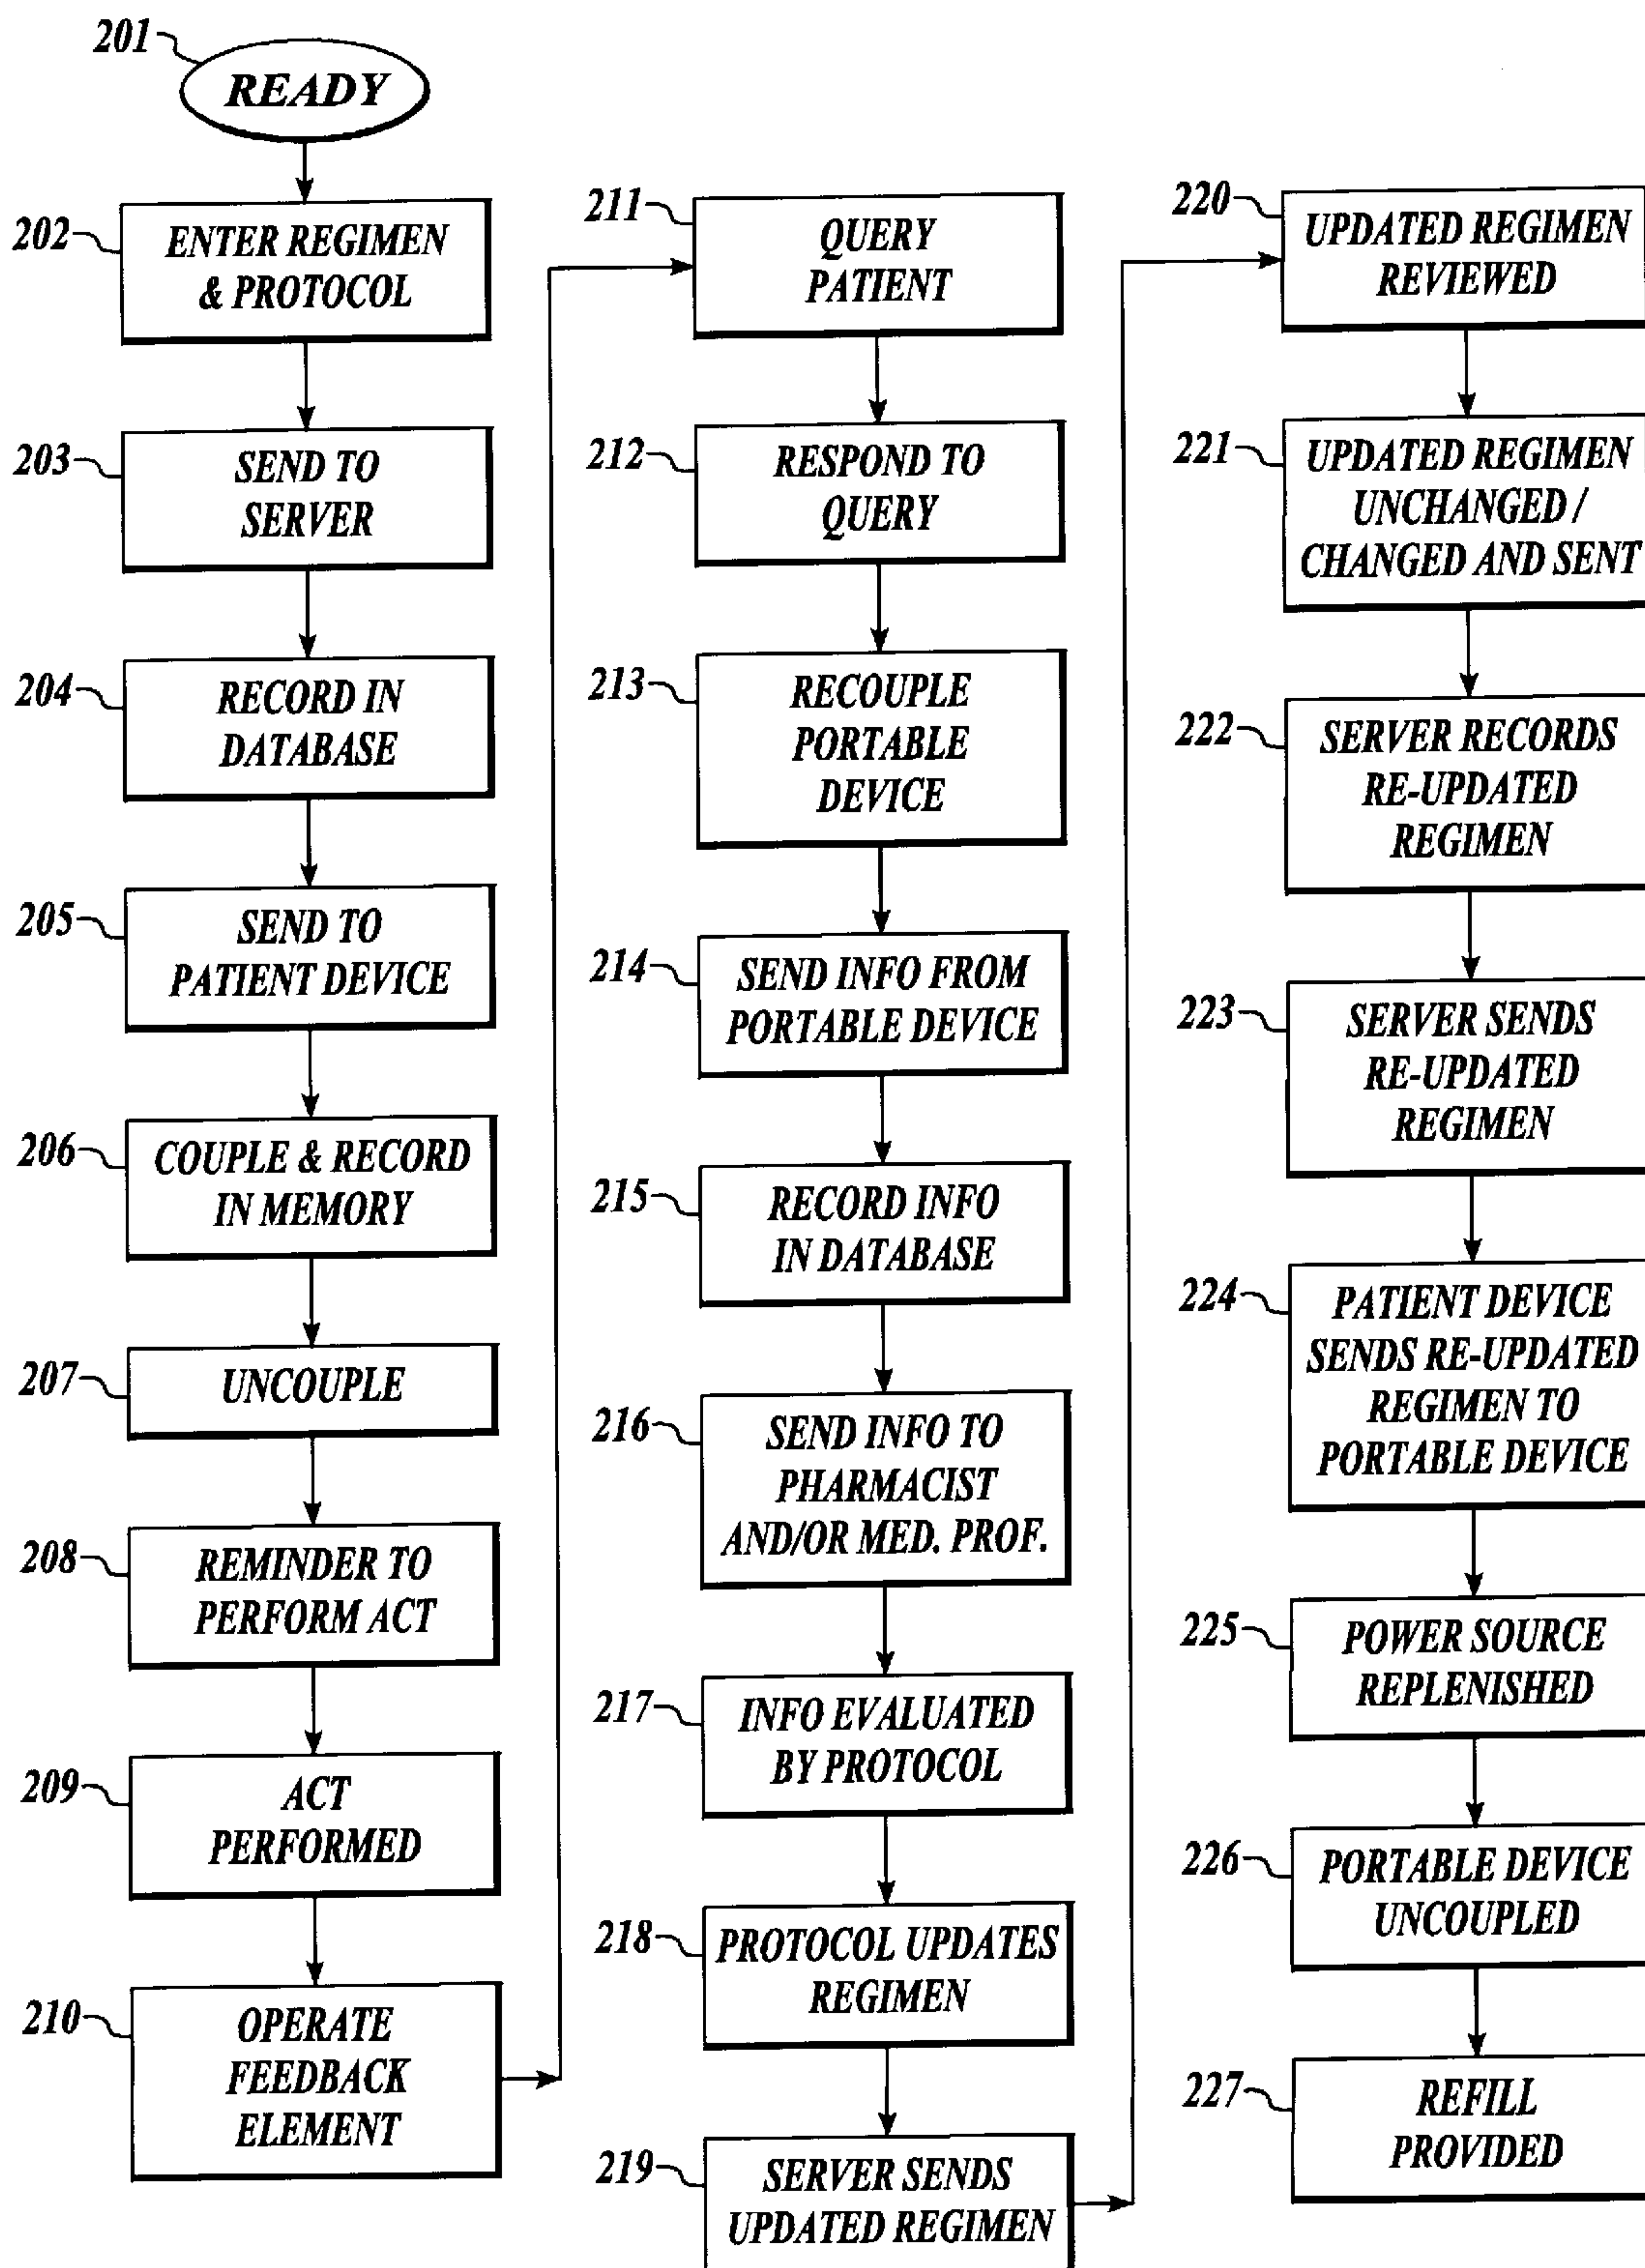 201
READY
202
ENTER REGIMEN
& PROTOCOL
203
SEND TO
SERVER
204
RECORD IN
DATABASE
205
SEND TO
PATIENT DEVICE
206
COUPLE & RECORD
IN MEMORY
207
UNCOUPLE
208
REMINDER TO
PERFORM ACT
209
ACT
PERFORMED
210
OPERATE
FEEDBACK
ELEMENT
211
QUERY
PATIENT
212
RESPOND TO
QUERY
213
RECOUPLE
PORTABLE
DEVICE
214
SEND INFO FROM
PORTABLE DEVICE
215
RECORD INFO
IN DATABASE
216
SEND INFO TO
PHARMACIST
AND/OR MED. PROF.
217
INFO EVALUATED
BY PROTOCOL
218
PROTOCOL UPDATES
REGIMEN
219
SERVER SENDS
UPDATED REGIMEN
220
UPDATED REGIMEN
REVIEWED
221
UPDATED REGIMEN
UNCHANGED /
CHANGED AND SENT
222
SERVER RECORDS
RE-UPDATED
REGIMEN
223
SERVER SENDS
RE-UPDATED
REGIMEN
224
PATIENT DEVICE
SENDS RE-UPDATED
REGIMEN TO
PORTABLE DEVICE
225
POWER SOURCE
REPLENISHED
226
PORTABLE DEVICE
UNCOUPLED
227
REFILL
PROVIDED